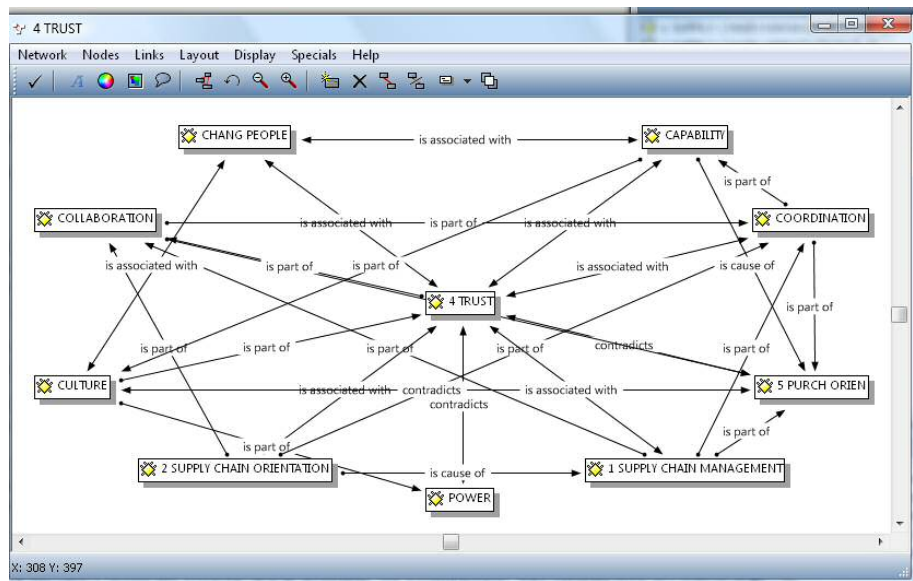 4 TRUST
Network Nodes Links Layout Display Specials Help
CHANG PEOPLE
is associated with
CAPABILITY
is part of
COLLABORATION
is associated with
is part of
is associated with
COORDINATION
is associated with
is part of
is part of
is associated with
is cause of
4 TRUST
is part of
contradicts
is part of
is part of
is part of
is part of
is part of
CULTURE
is associated with
contradicts
is associated with
5 PURCH ORIEN
contradicts
is part of
is part of
2 SUPPLY CHAIN ORIENTATION
is cause of
1 SUPPLY CHAIN MANAGEMENT
POWER
X: 308 Y: 397